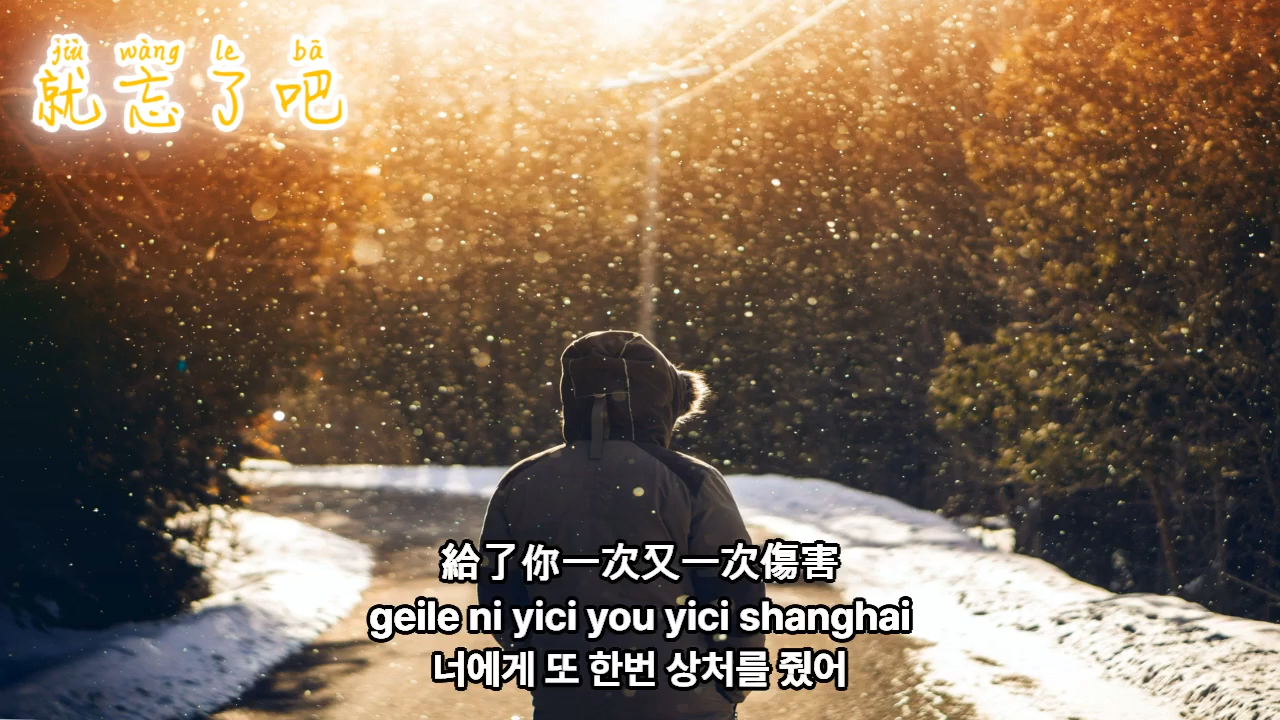 jiù wàng le bā
就忘了吧
給了你一次又一次傷害
geile ni yici you yici shanghai
너에게 또 한번 상처를 줬어